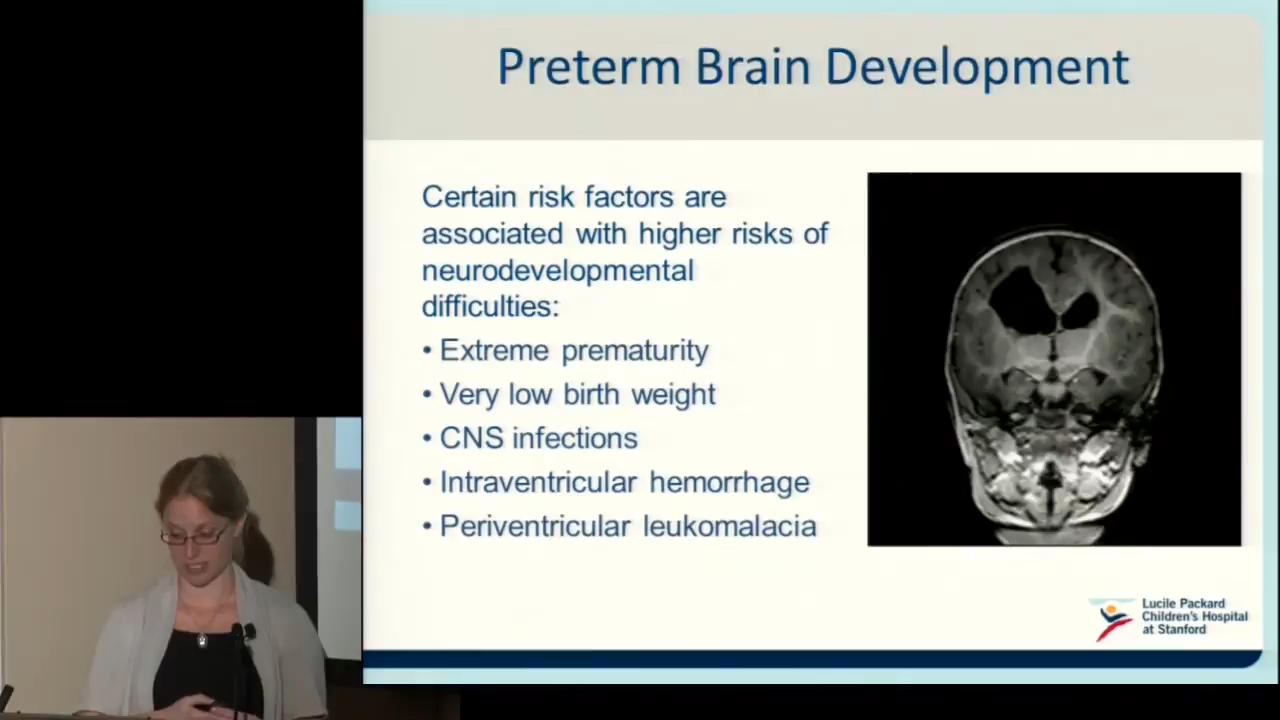 Preterm Brain Development
Certain risk factors are
associated with higher risks of
neurodevelopmental
difficulties:
• Extreme prematurity
• Very low birth weight
• CNS infections
• Intraventricular hemorrhage
• Periventricular leukomalacia
Lucile Packard
Children's Hospital
at Stanford